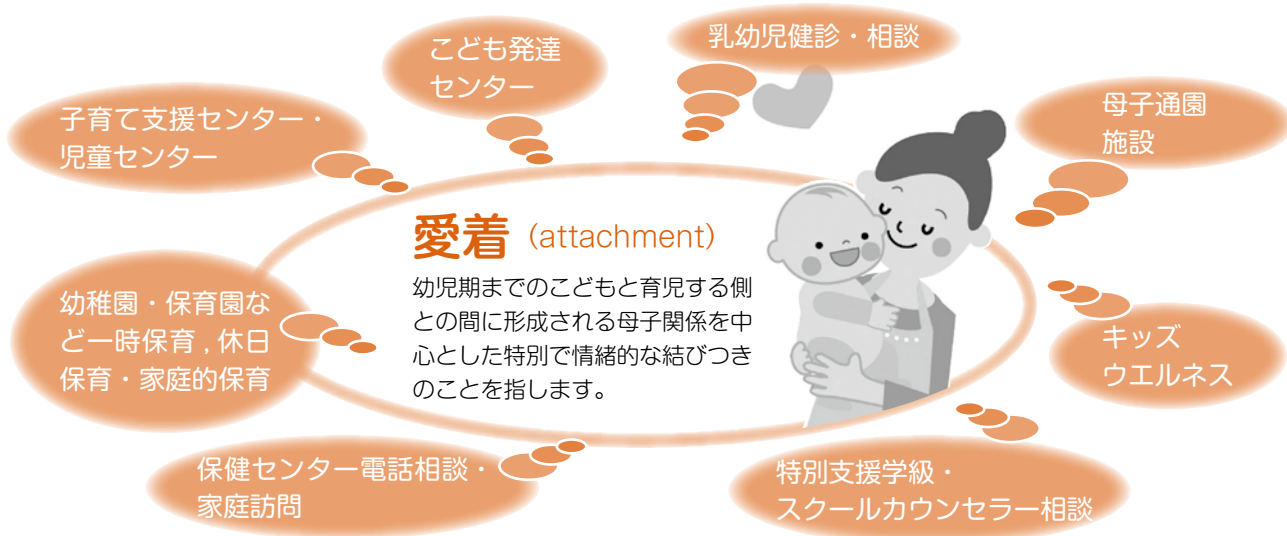 乳幼児健診・相談
こども発達
センター
子育て支援センター・
児童センター
母子通園
施設
愛着（attachment）
幼児期までのこどもと育児する側
との間に形成される母子関係を中
心とした特別で情緒的な結びつき
のことを指します。
幼稚園・保育園な
ど一時保育 , 休日
保育・家庭的保育
キッズ
ウエルネス
保健センター電話相談・
家庭訪問
特別支援学級・
スクールカウンセラー相談